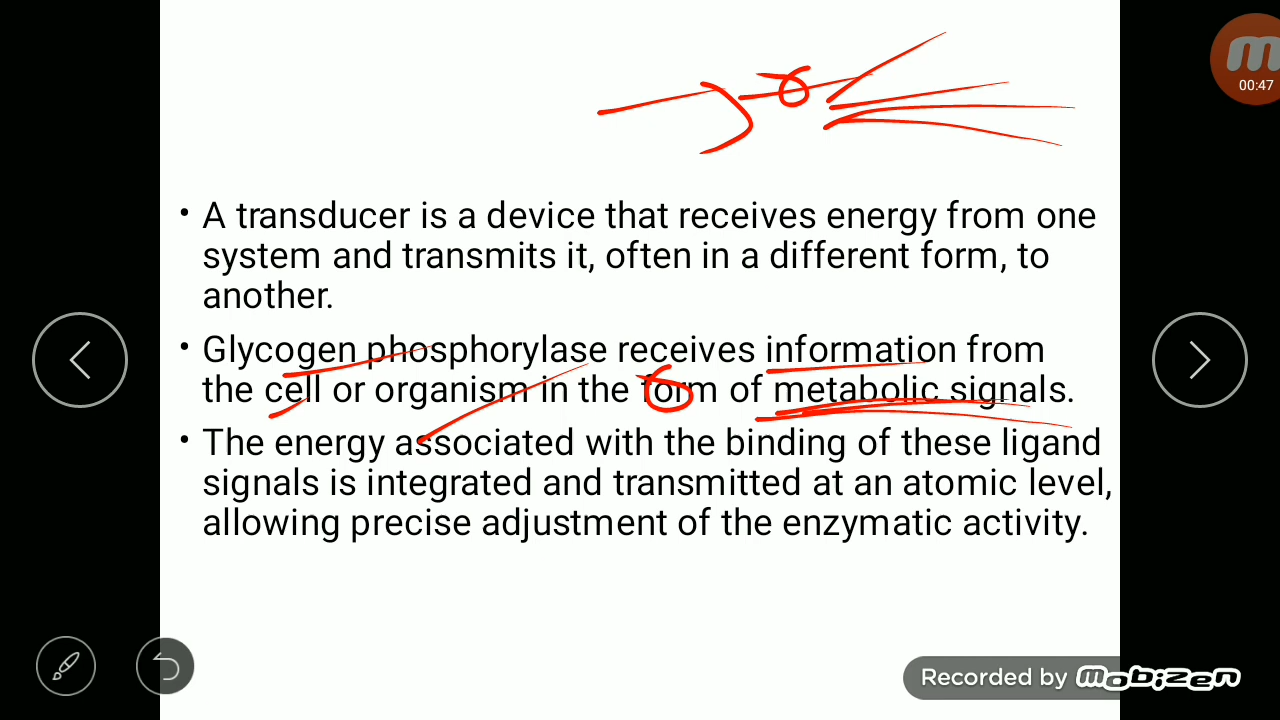 00:47
• A transducer is a device that receives energy from one
system and transmits it, often in a different form, to
another.
• Glycogen phosphorylase receives information from
the cell or organism in the form of metabolic signals.
• The energy associated with the binding of these ligand
signals is integrated and transmitted at an atomic level,
allowing precise adjustment of the enzymatic activity.
Recorded by mobizen